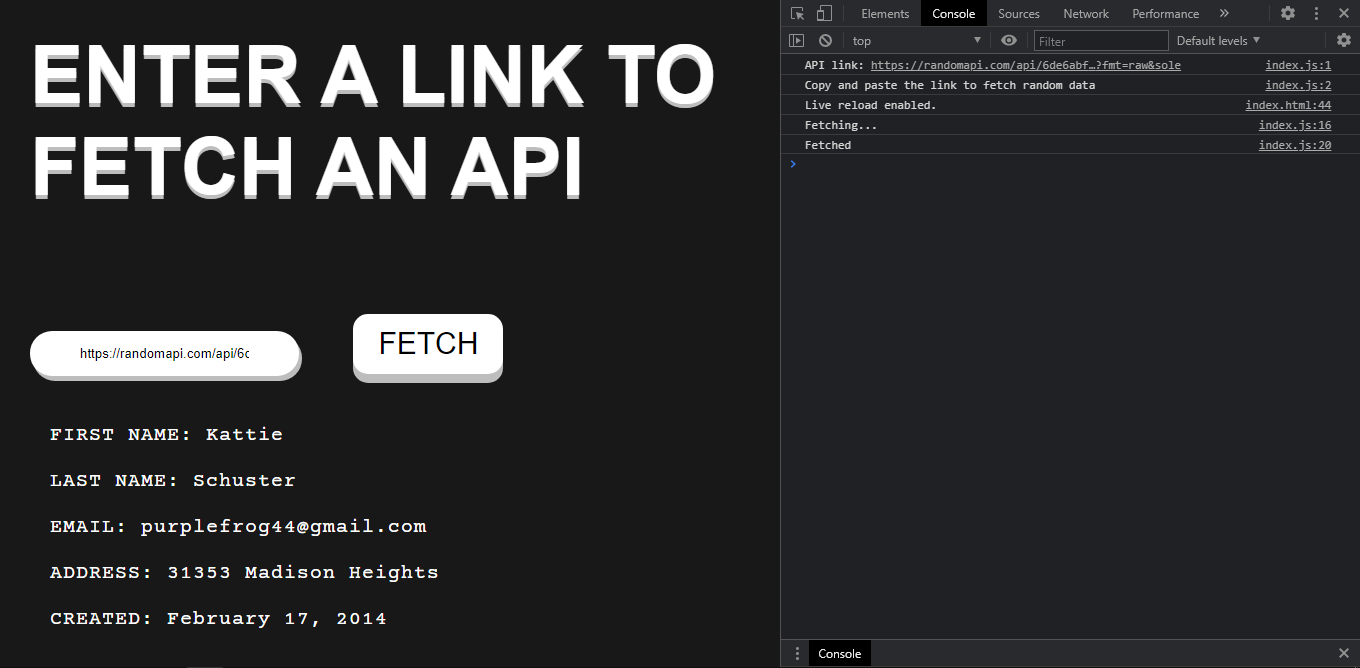 ENTER A LINK TO
FETCH AN API
https://randomapi.com/api/6d
FETCH
FIRST NAME: Kattie
LAST NAME: Schuster
EMAIL: purplefrog44@gmail.com
ADDRESS: 31353 Madison Heights
CREATED: February 17, 2014
Elements Console Sources Network Performance »
top Filter Default levels
API link: https://randomapi.com/api/6de6abf…?fmt=raw&sole index.js:1
Copy and paste the link to fetch random data index.js:2
Live reload enabled. index.html:44
Fetching... index.js:16
Fetched index.js:20
Console